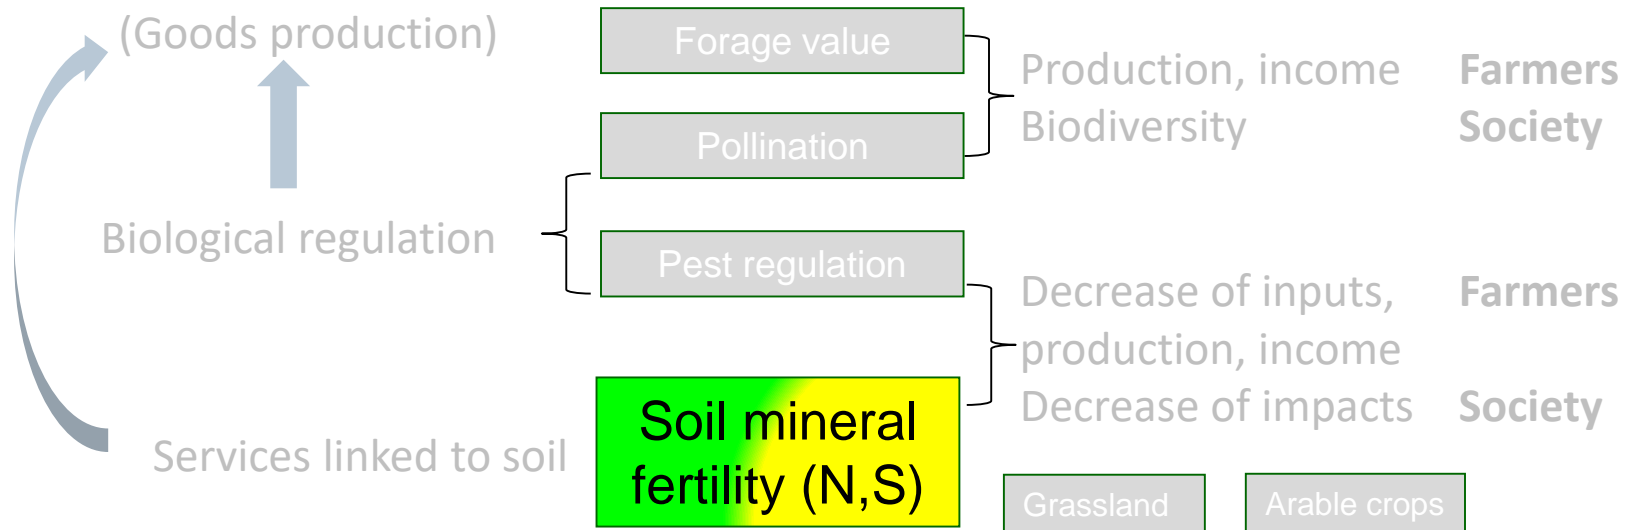 (Goods production)
Forage value
Production, income Farmers
Biodiversity Society
Pollination
Biological regulation
Pest regulation
Decrease of inputs, Farmers
production, income
Decrease of impacts Society
Services linked to soil
Soil mineral
fertility (N,S)
Grassland
Arable crops